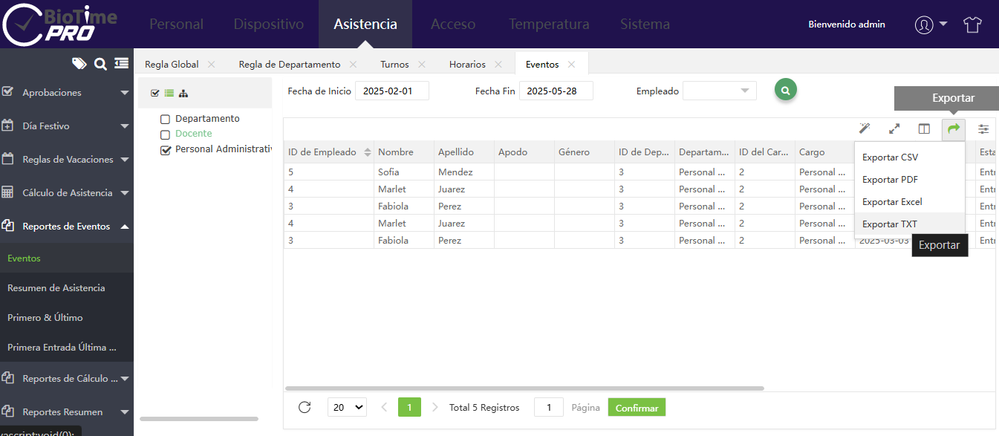 BioTime PRO
Personal Dispositivo Asistencia Acceso Temperatura Sistema Bienvenido admin
Regla Global Regla de Departamento Turnos Horarios Eventos
Aprobaciones
Día Festivo
Reglas de Vacaciones
Cálculo de Asistencia
Reportes de Eventos
Eventos
Resumen de Asistencia
Primero & Último
Primera Entrada Última ...
Reportes de Cálculo ...
Reportes Resumen
vascript:void(0);
Departamento
Docente
Personal Administrativ
Fecha de Inicio 2025-02-01 Fecha Fin 2025-05-28 Empleado
Exportar
ID de Empleado Nombre Apellido Apodo Género ID de Dep... Departam... ID del Car... Cargo Esta
5 Sofia Mendez 3 Personal ... 2 Personal ... Entr
4 Marlet Juarez 3 Personal ... 2 Personal ... Entr
3 Fabiola Perez 3 Personal ... 2 Personal ... Entr
4 Marlet Juarez 3 Personal ... 2 Personal ... Entr
3 Fabiola Perez 3 Personal ... 2 Personal ... 2025-03-03 Entr
Exportar CSV
Exportar PDF
Exportar Excel
Exportar TXT
Exportar
20 1 Total 5 Registros 1 Página Confirmar